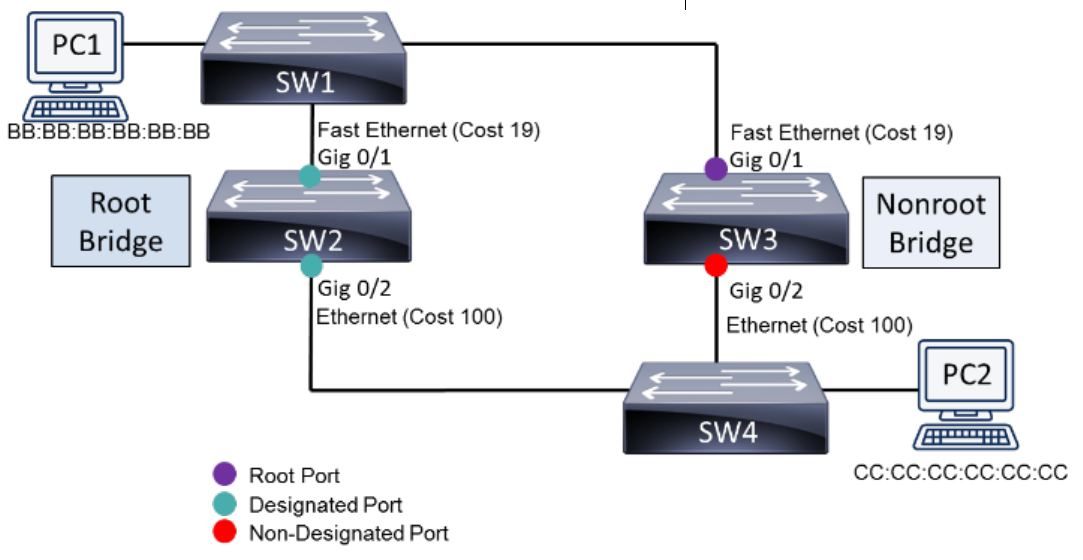 PC1
SW1
BB:BB:BB:BB:BB:BB
Fast Ethernet (Cost 19)
Gig 0/1
Fast Ethernet (Cost 19)
Gig 0/1
Root
Bridge
SW2
SW3
Nonroot
Bridge
Gig 0/2
Ethernet (Cost 100)
Gig 0/2
Ethernet (Cost 100)
PC2
SW4
CC:CC:CC:CC:CC:CC
Root Port
Designated Port
Non-Designated Port